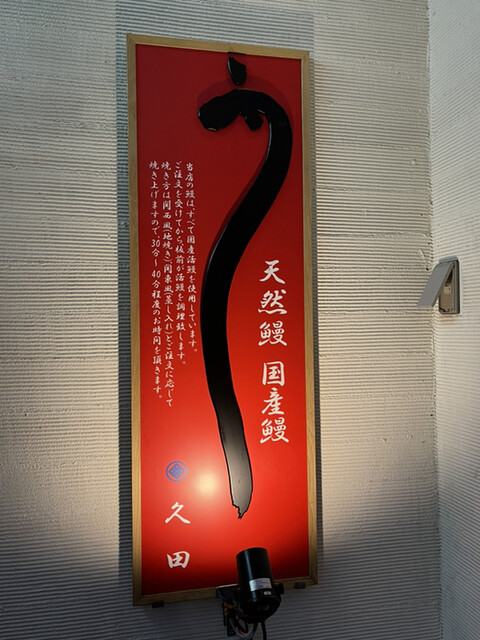 う
天然鰻 国産鰻
当店の鰻は、すべて国産活鰻を使用しています。
ご注文を受けてから板前が活鰻を調理致します。
焼き方は関西風(地焼き)、関東風(蒸し入れ)とご注文に応じて
焼き上げますので、30分～40分程度のお時間を頂きます。
久田